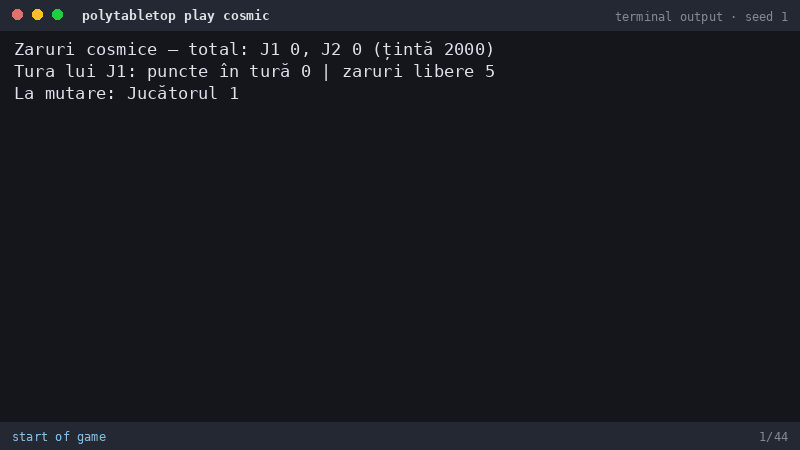 polytabletop play cosmic
terminal output · seed 1
Zaruri cosmice — total: J1 0, J2 0 (țintă 2000)
Tura lui J1: puncte în tură 0 | zaruri libere 5
La mutare: Jucătorul 1
start of game
1/44